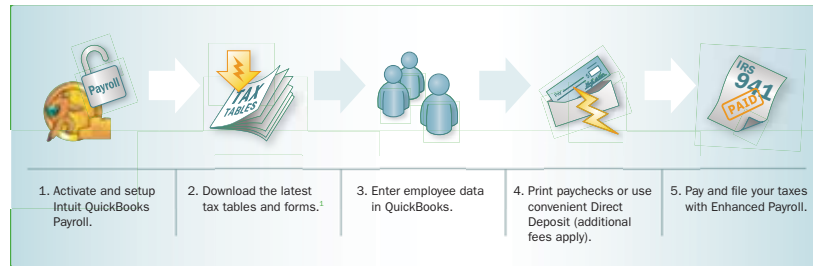 Payroll
TAX
TABLES
Pay
IRS
941
PAID
1. Activate and setup
Intuit QuickBooks
Payroll.
2. Download the latest
tax tables and forms.1
3. Enter employee data
in QuickBooks.
4. Print paychecks or use
convenient Direct
Deposit (additional
fees apply).
5. Pay and file your taxes
with Enhanced Payroll.